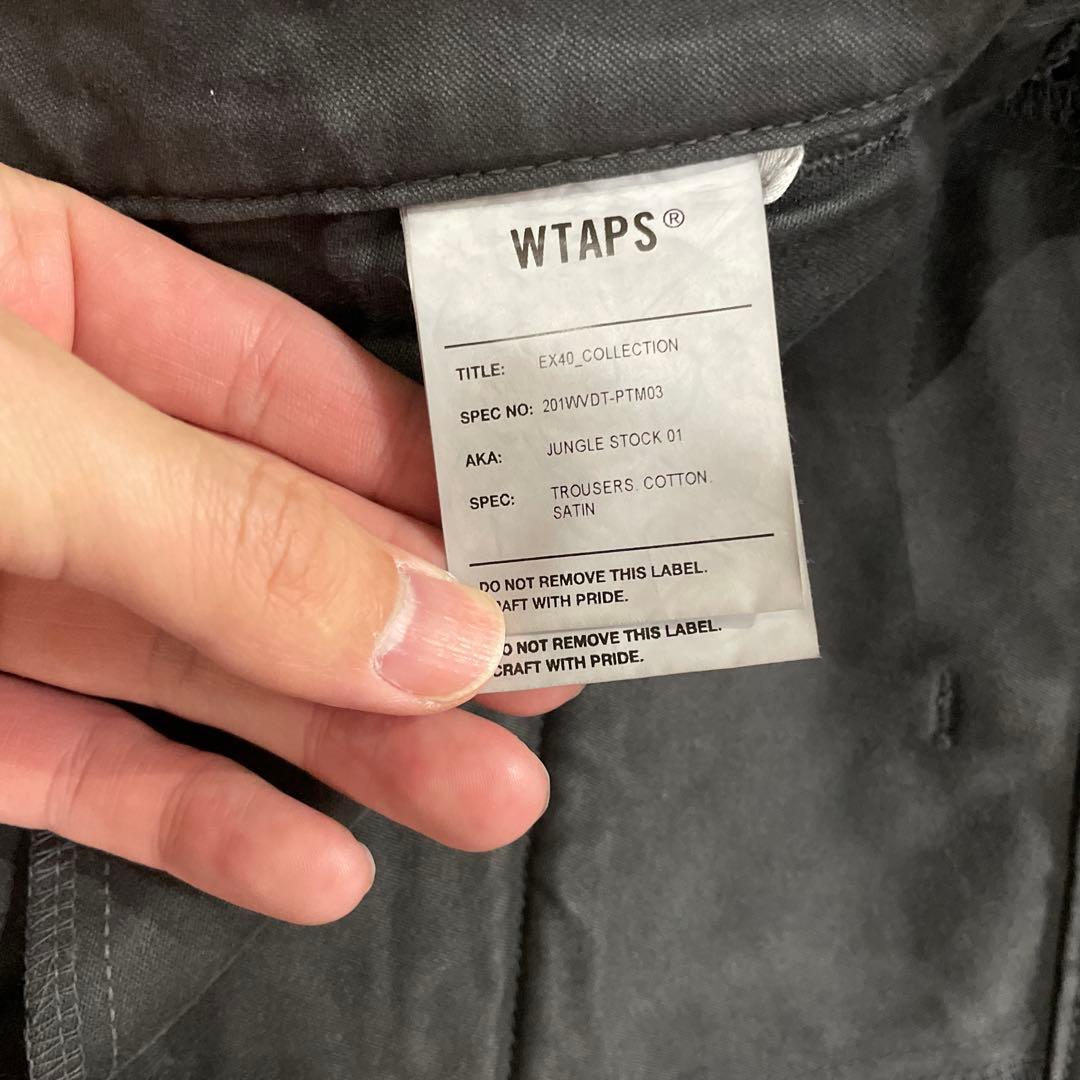 WTAPS®
TITLE: EX40_COLLECTION
SPEC NO: 201WVDT-PTM03
AKA: JUNGLE STOCK 01
SPEC: TROUSERS. COTTON.
SATIN
DO NOT REMOVE THIS LABEL.
WITH PRIDE.
NOT REMOVE THIS LABEL.
CRAFT WITH PRIDE.